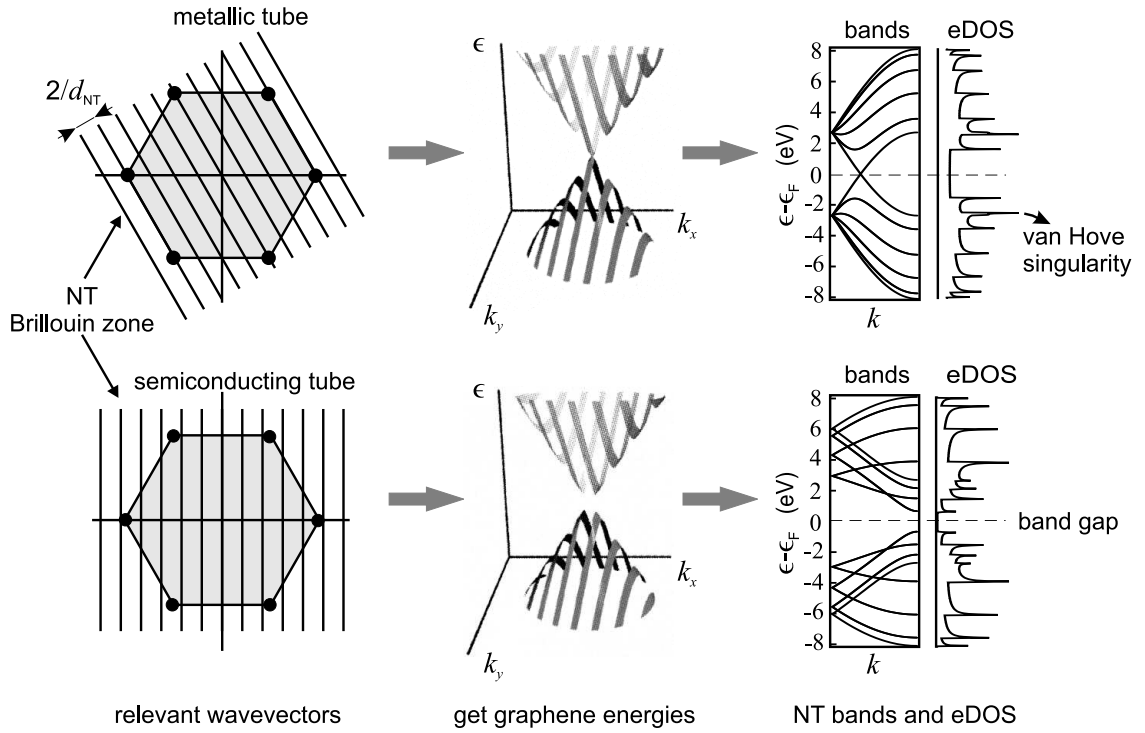 metallic tube
2/d_NT
NT
Brillouin zone
ϵ
k_x
k_y
bands
eDOS
8
6
4
2
0
-2
-4
-6
-8
ϵ-ϵ_F (eV)
k
van Hove
singularity
semiconducting tube
ϵ
k_x
k_y
bands
eDOS
8
6
4
2
0
-2
-4
-6
-8
ϵ-ϵ_F (eV)
k
band gap
relevant wavevectors
get graphene energies
NT bands and eDOS